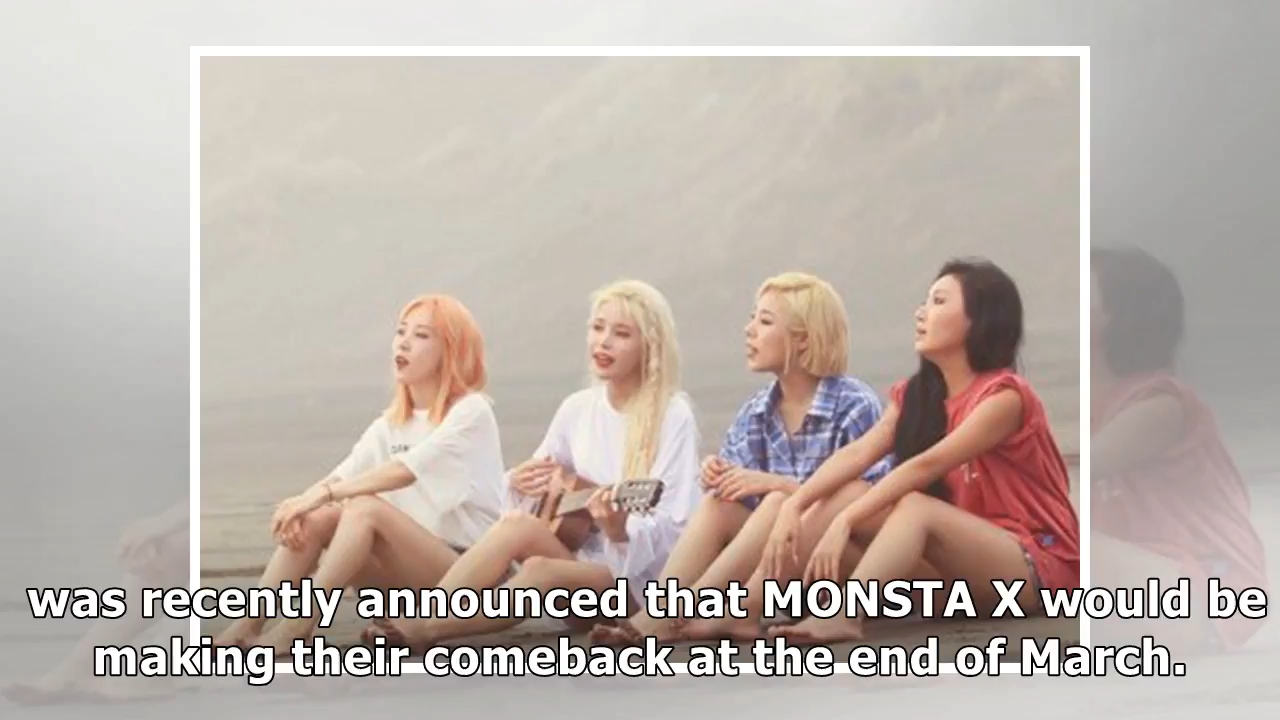 was recently announced that MONSTA X would be
making their comeback at the end of March.